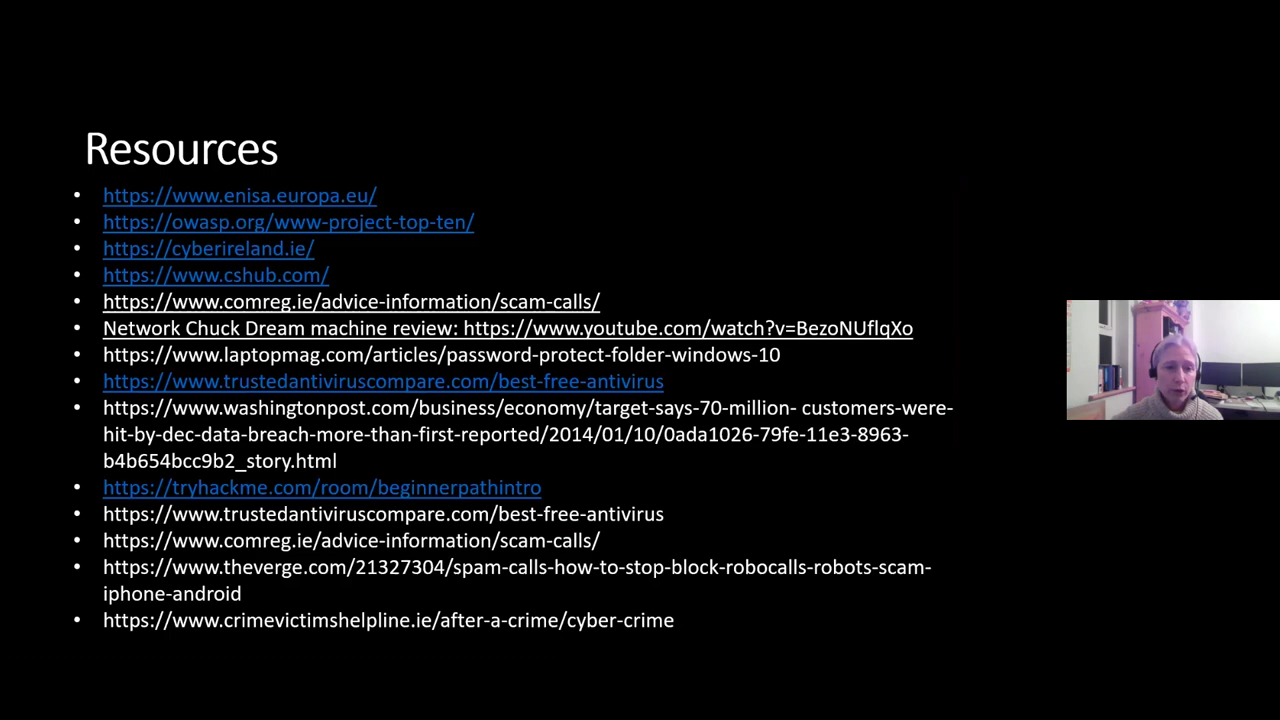 Resources
• https://www.enisa.europa.eu/
• https://owasp.org/www-project-top-ten/
• https://cyberireland.ie/
• https://www.cshub.com/
• https://www.comreg.ie/advice-information/scam-calls/
• Network Chuck Dream machine review: https://www.youtube.com/watch?v=BezoNUflqXo
• https://www.laptopmag.com/articles/password-protect-folder-windows-10
• https://www.trustedantiviruscompare.com/best-free-antivirus
• https://www.washingtonpost.com/business/economy/target-says-70-million- customers-were-
hit-by-dec-data-breach-more-than-first-reported/2014/01/10/0ada1026-79fe-11e3-8963-
b4b654bcc9b2_story.html
• https://tryhackme.com/room/beginnerpathintro
• https://www.trustedantiviruscompare.com/best-free-antivirus
• https://www.comreg.ie/advice-information/scam-calls/
• https://www.theverge.com/21327304/spam-calls-how-to-stop-block-robocalls-robots-scam-
iphone-android
• https://www.crimevictimshelpline.ie/after-a-crime/cyber-crime